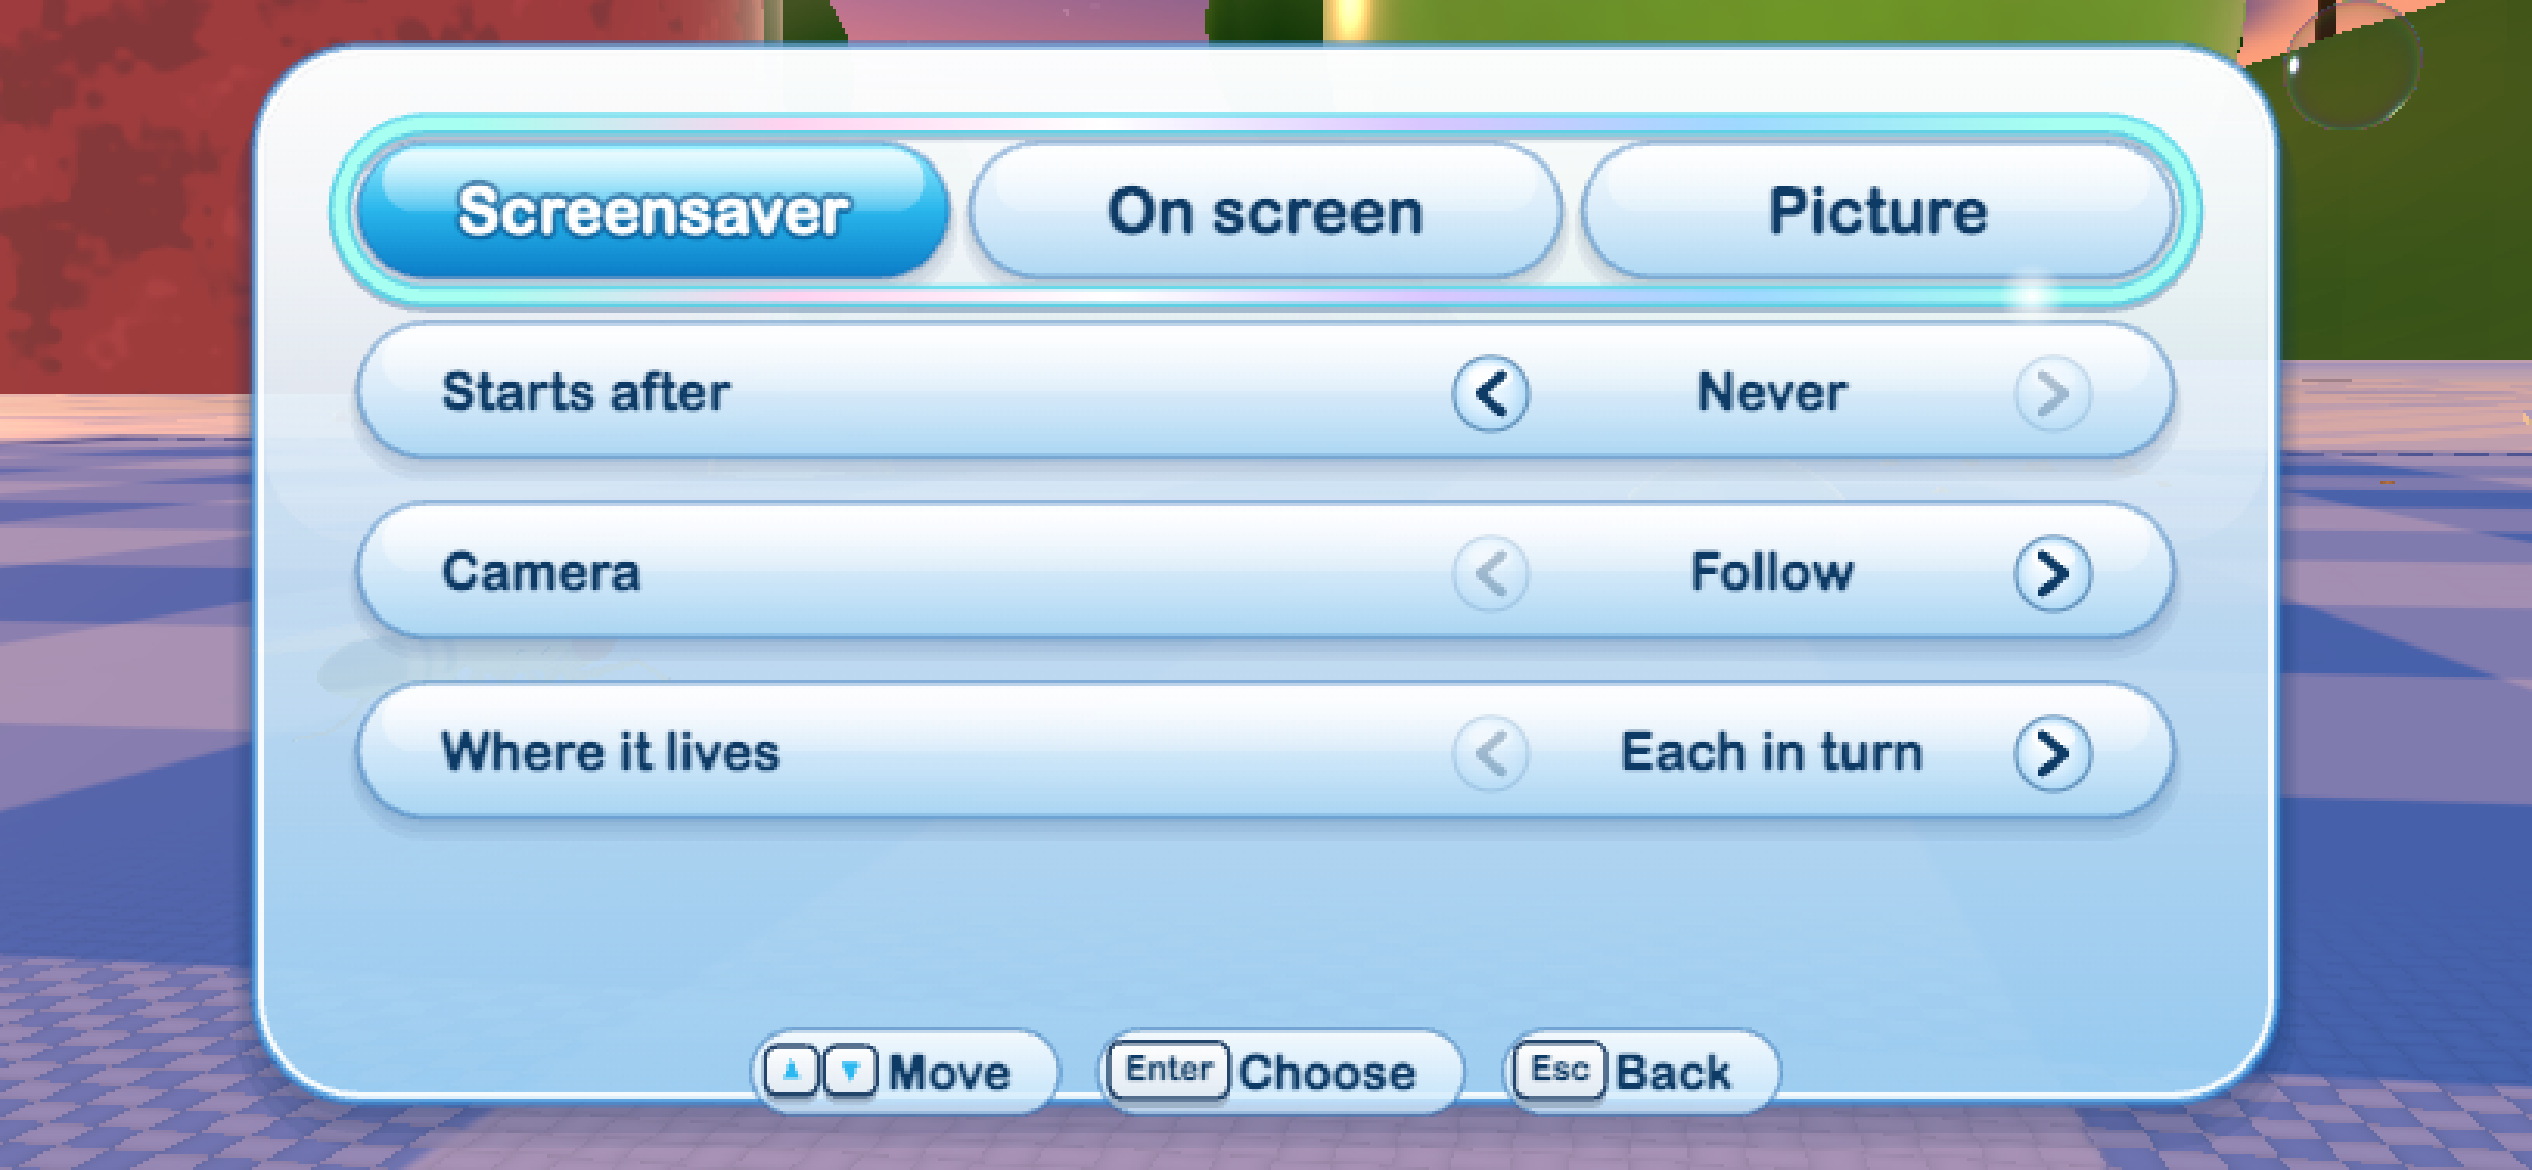 Screensaver On screen Picture
Starts after < Never >
Camera < Follow >
Where it lives < Each in turn >
▲ ▼ Move Enter Choose Esc Back